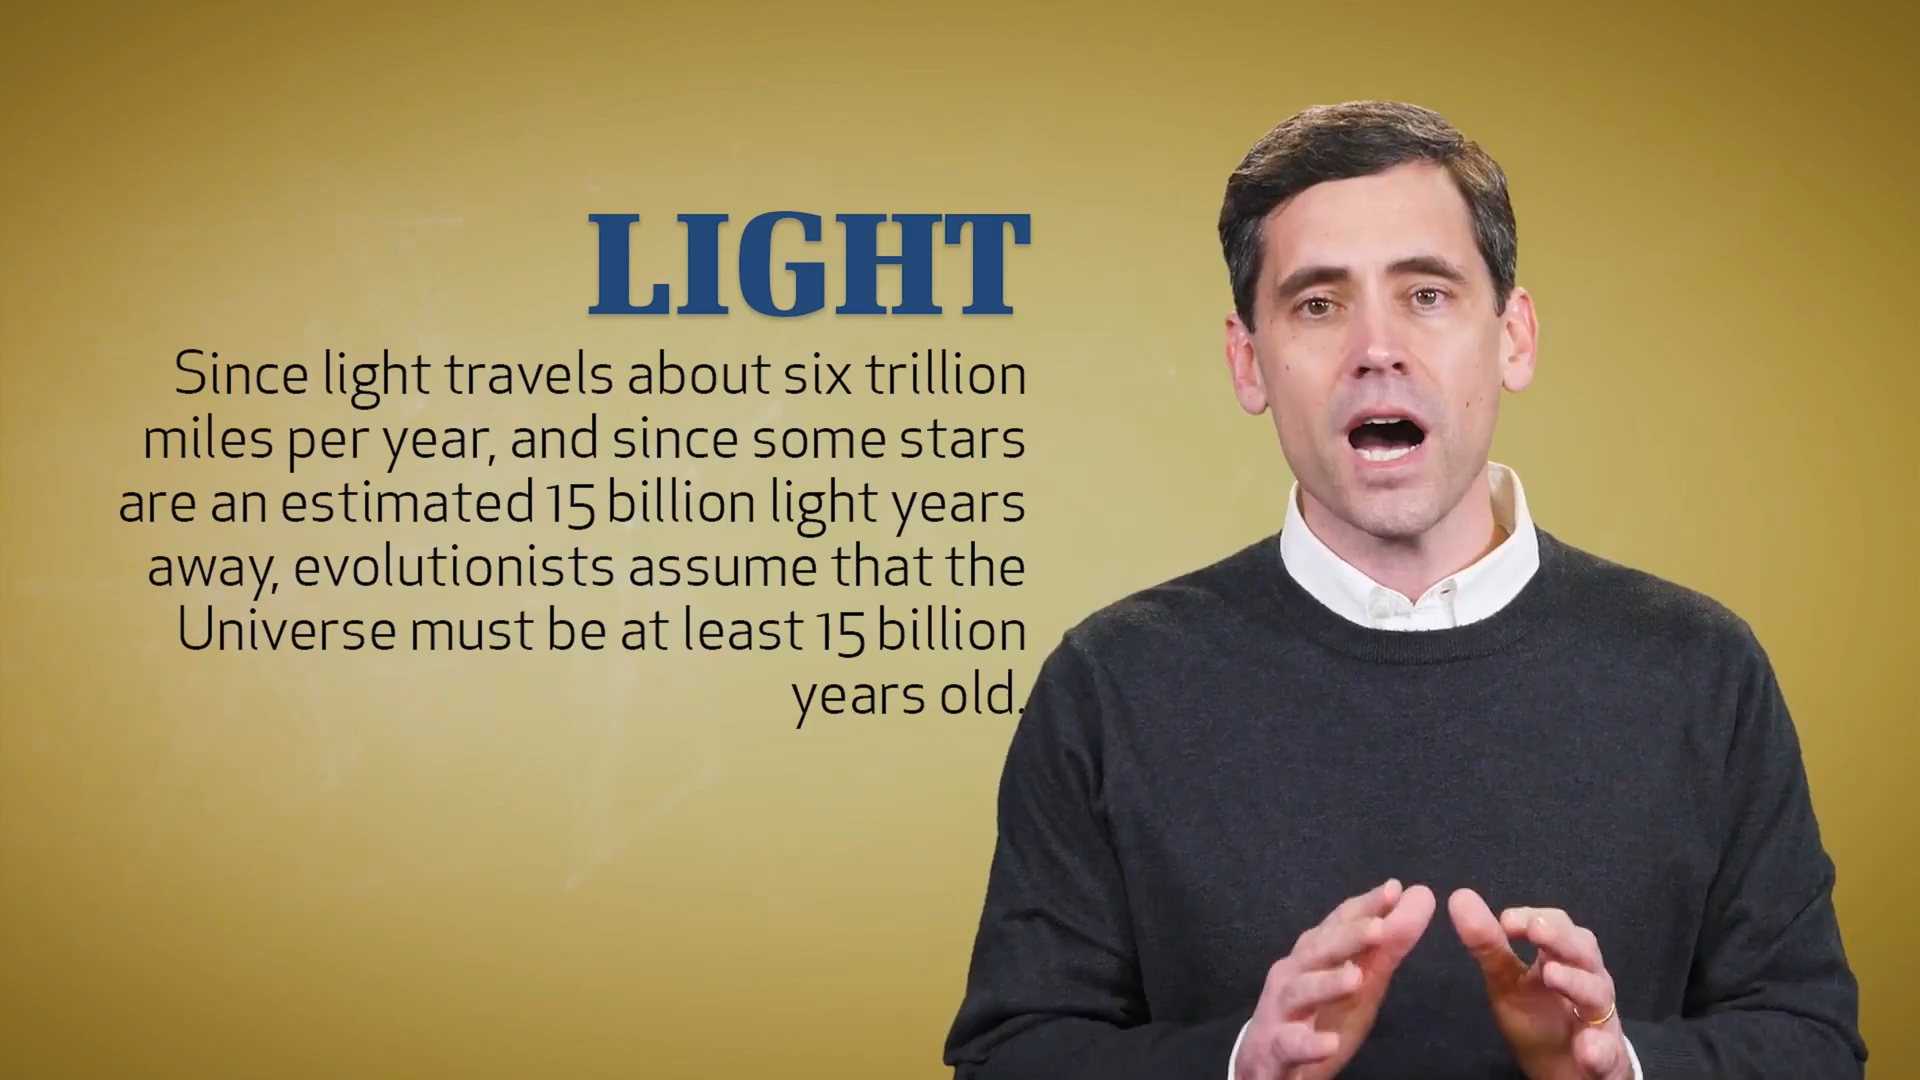 LIGHT
Since light travels about six trillion
miles per year, and since some stars
are an estimated 15 billion light years
away, evolutionists assume that the
Universe must be at least 15 billion
years old.